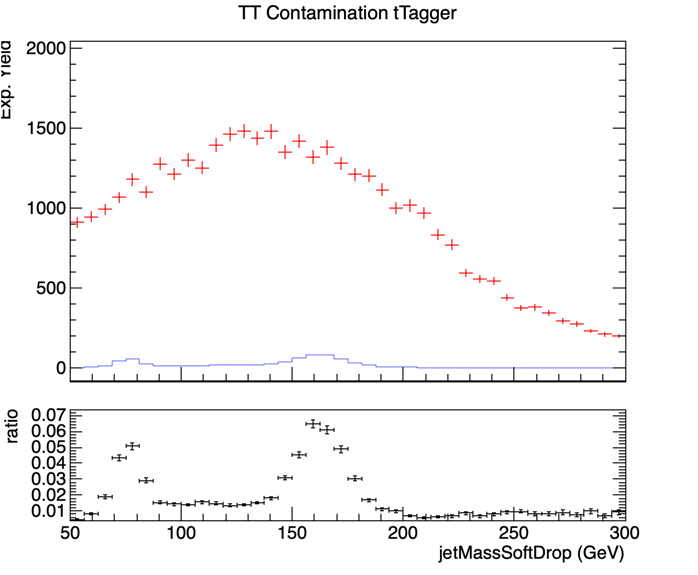 TT Contamination tTagger
Exp. Yield
2000
1500
1000
500
0
ratio
0.07
0.06
0.05
0.04
0.03
0.02
0.01
50 100 150 200 250 300
jetMassSoftDrop (GeV)